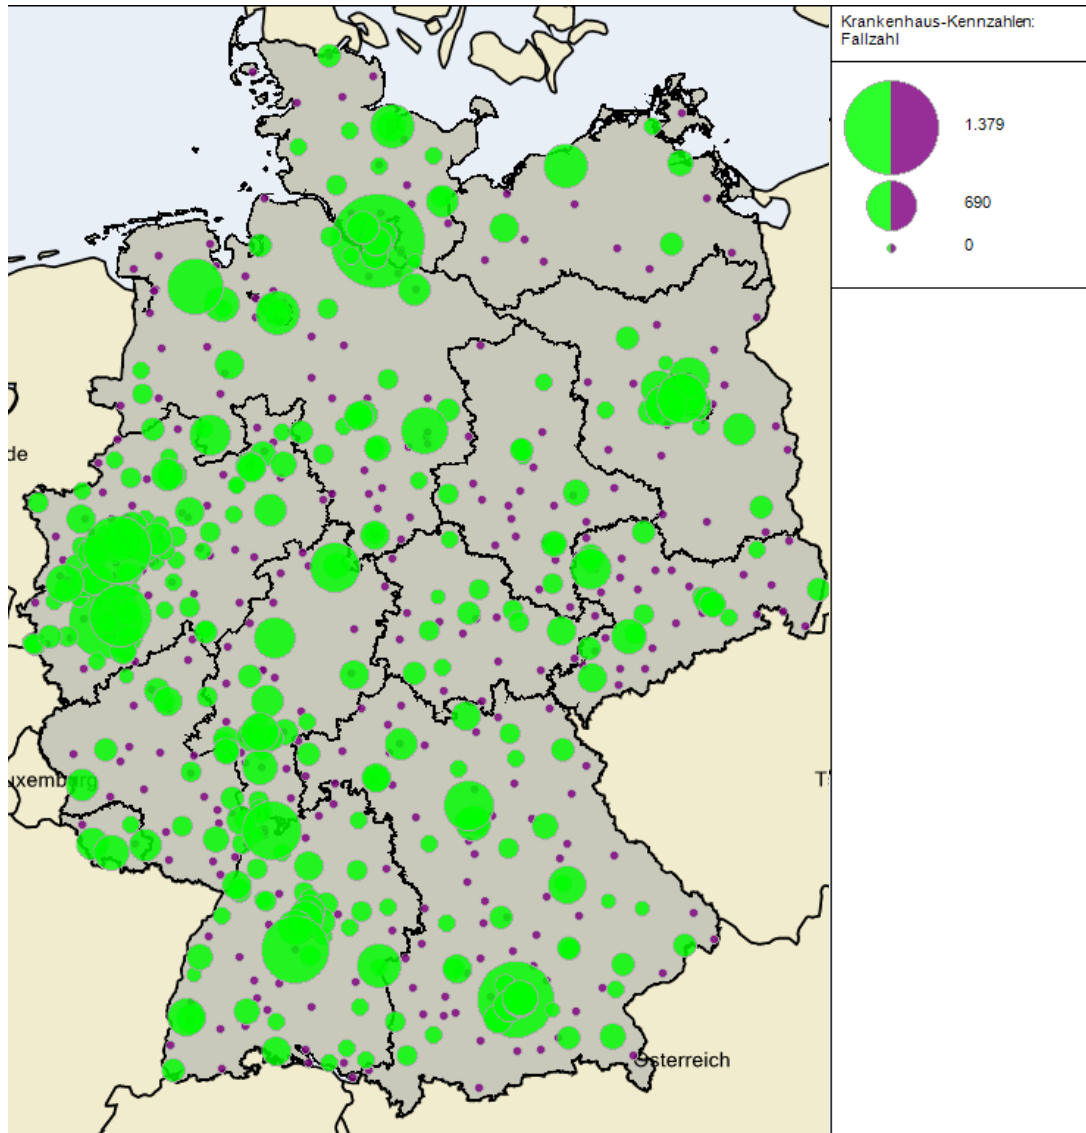 Krankenhaus-Kennzahlen:
Fallzahl
1.379
690
0
de
uxemburg
T
Österreich